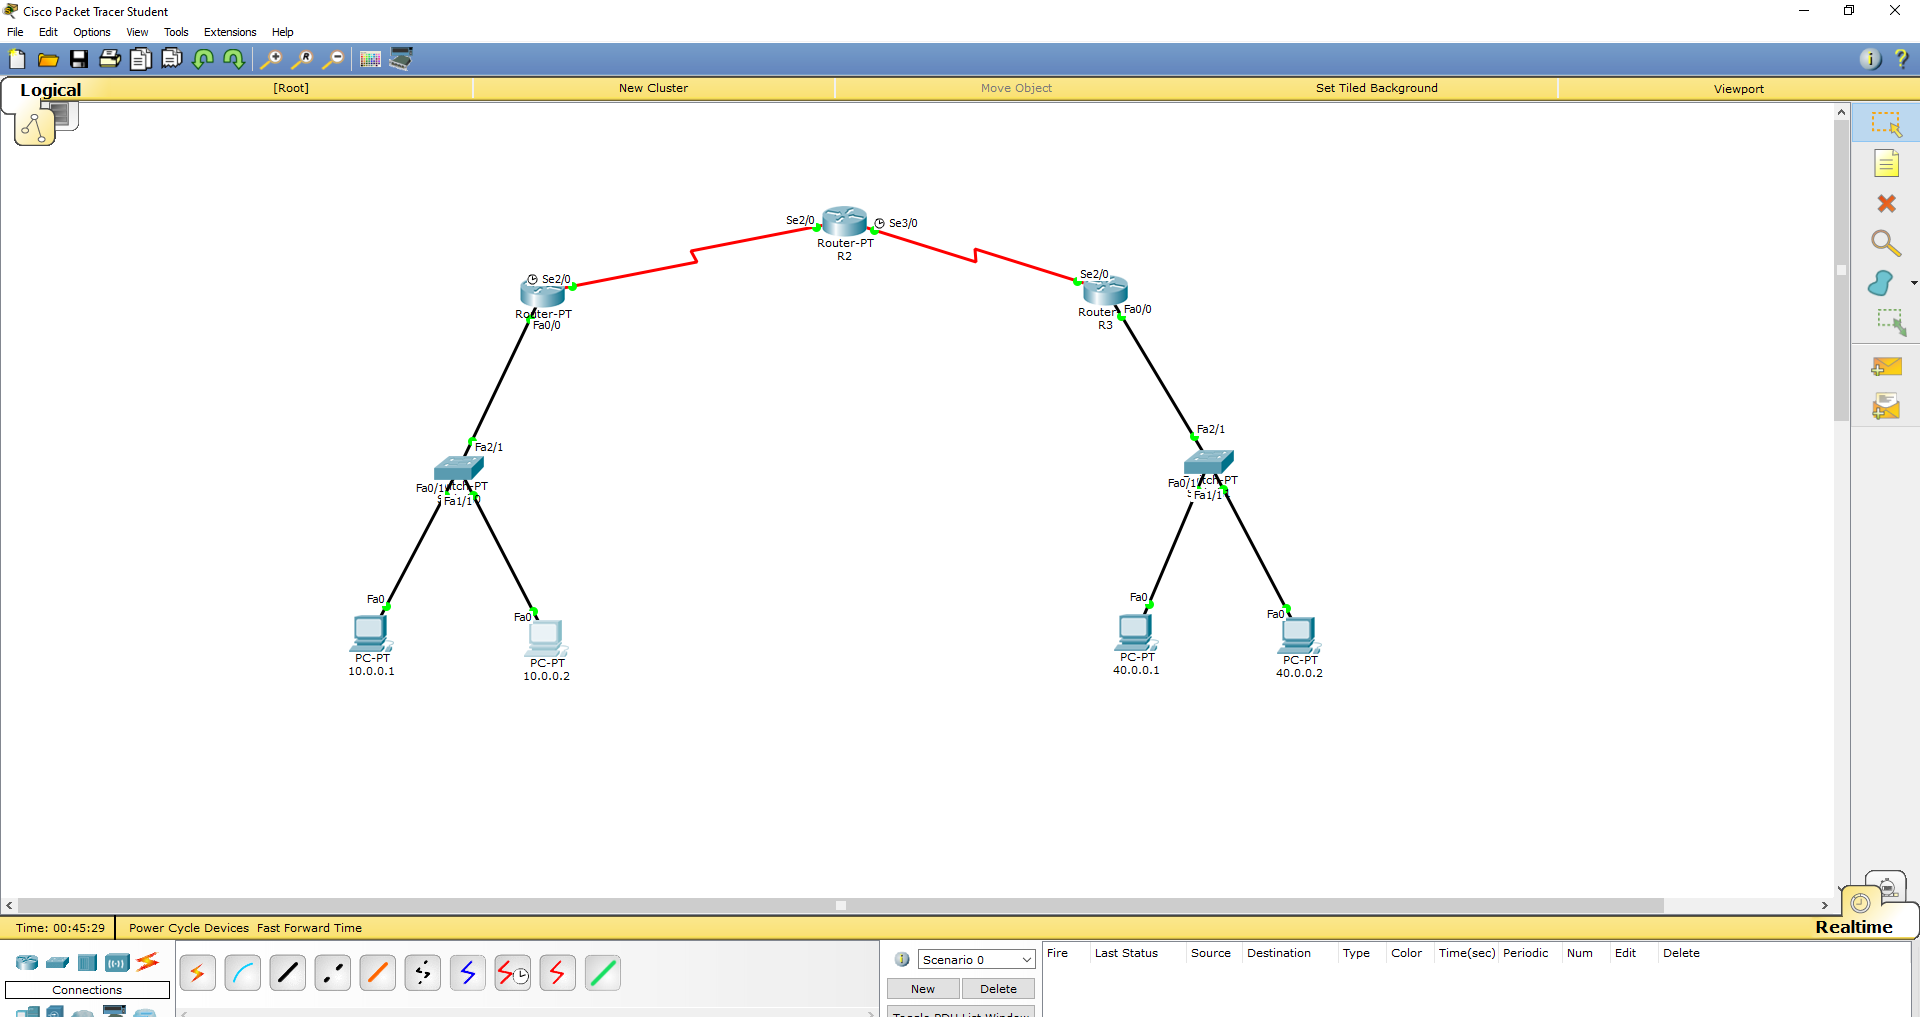 Cisco Packet Tracer Student
File Edit Options View Tools Extensions Help
Logical [Root] New Cluster Move Object Set Tiled Background Viewport
Se2/0 Se3/0
Router-PT
R2
Se2/0
Router-PT
Fa0/0
Se2/0
Router
Fa0/0
R3
Fa2/1
Fa0/1 tch-PT
Fa1/1
Fa2/1
Fa0/1 tch-PT
Fa1/1
Fa0
PC-PT
10.0.0.1
Fa0
PC-PT
10.0.0.2
Fa0
PC-PT
40.0.0.1
Fa0
PC-PT
40.0.0.2
Time: 00:45:29 Power Cycle Devices Fast Forward Time
Realtime
Connections
Scenario 0
New Delete
Fire Last Status Source Destination Type Color Time(sec) Periodic Num Edit Delete
Toggle PDU List Window